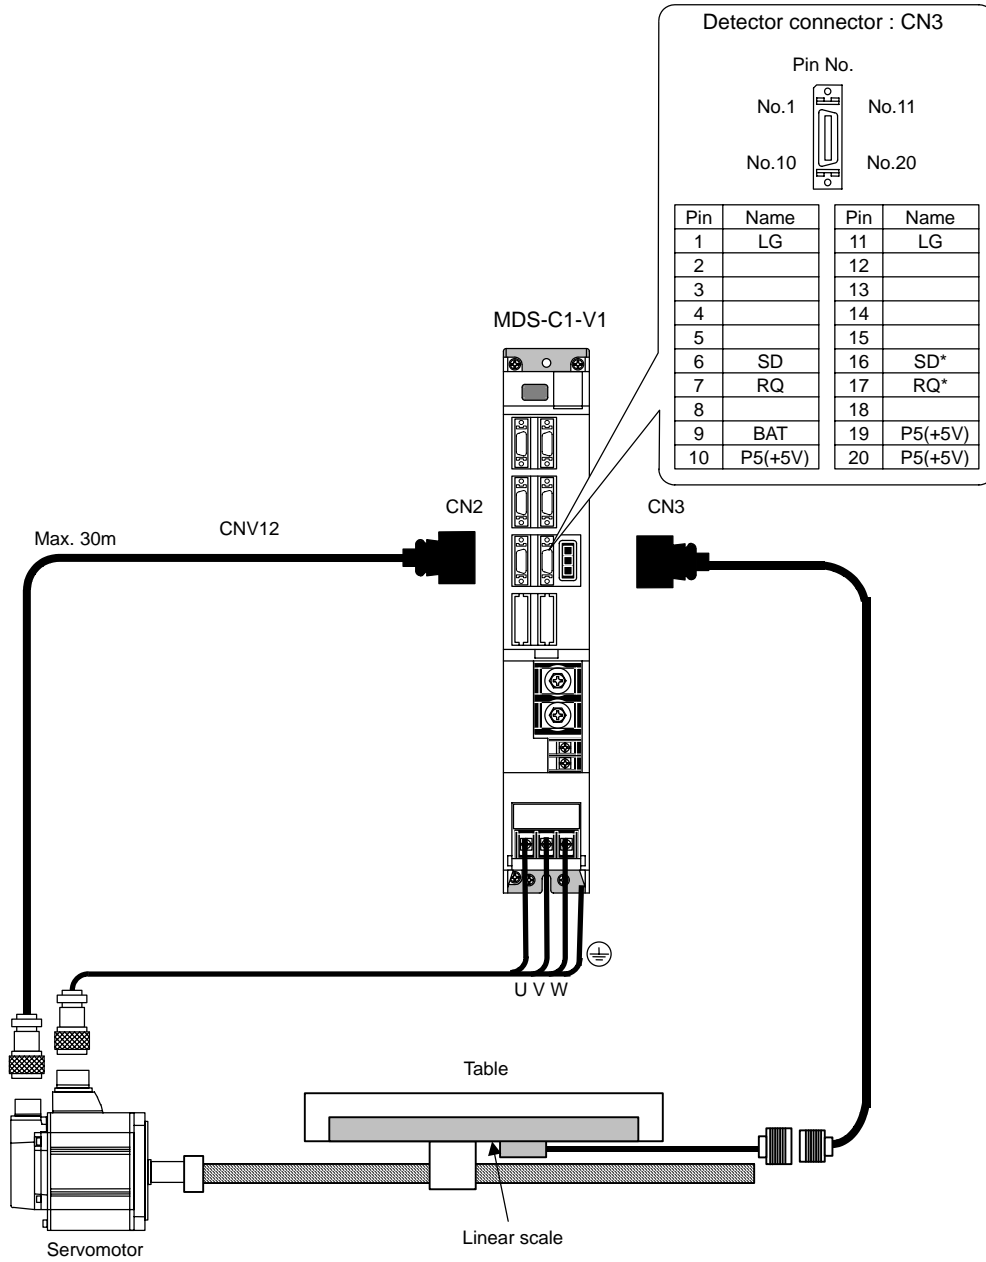 Detector connector : CN3
Pin No.
No.1 No.11
No.10 No.20
Pin Name Pin Name
1 LG 11 LG
2 12
3 13
4 14
5 15
6 SD 16 SD*
7 RQ 17 RQ*
8 18
9 BAT 19 P5(+5V)
10 P5(+5V) 20 P5(+5V)
MDS-C1-V1
CN2 CN3
CNV12
Max. 30m
U V W
Table
Linear scale
Servomotor